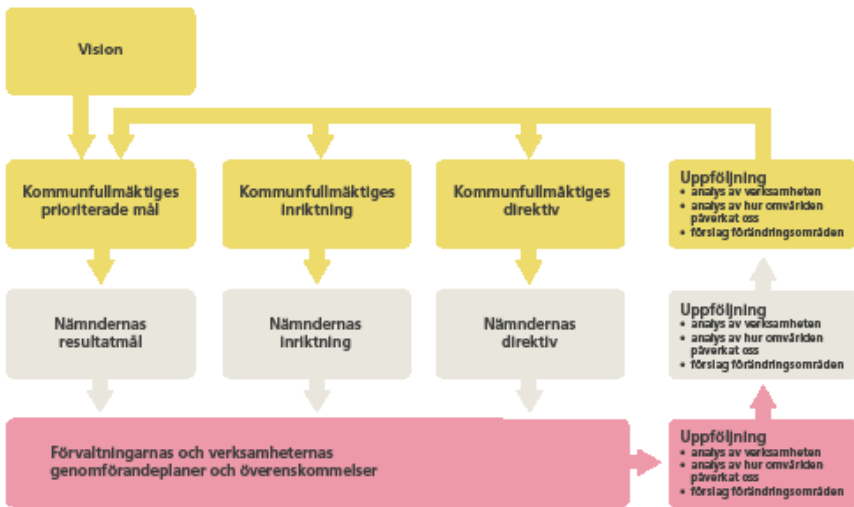 Vision
Kommunfullmäktiges
prioriterade mål
Kommunfullmäktiges
inriktning
Kommunfullmäktiges
direktiv
Uppföljning
• analys av verksamheten
• analys av hur omvärlden
påverkat oss
• förslag förändringsområden
Nämndernas
resultatmål
Nämndernas
inriktning
Nämndernas
direktiv
Uppföljning
• analys av verksamheten
• analys av hur omvärlden
påverkat oss
• förslag förändringsområden
Förvaltningarnas och verksamheternas
genomförandeplaner och överenskommelser
Uppföljning
• analys av verksamheten
• analys av hur omvärlden
påverkat oss
• förslag förändringsområden